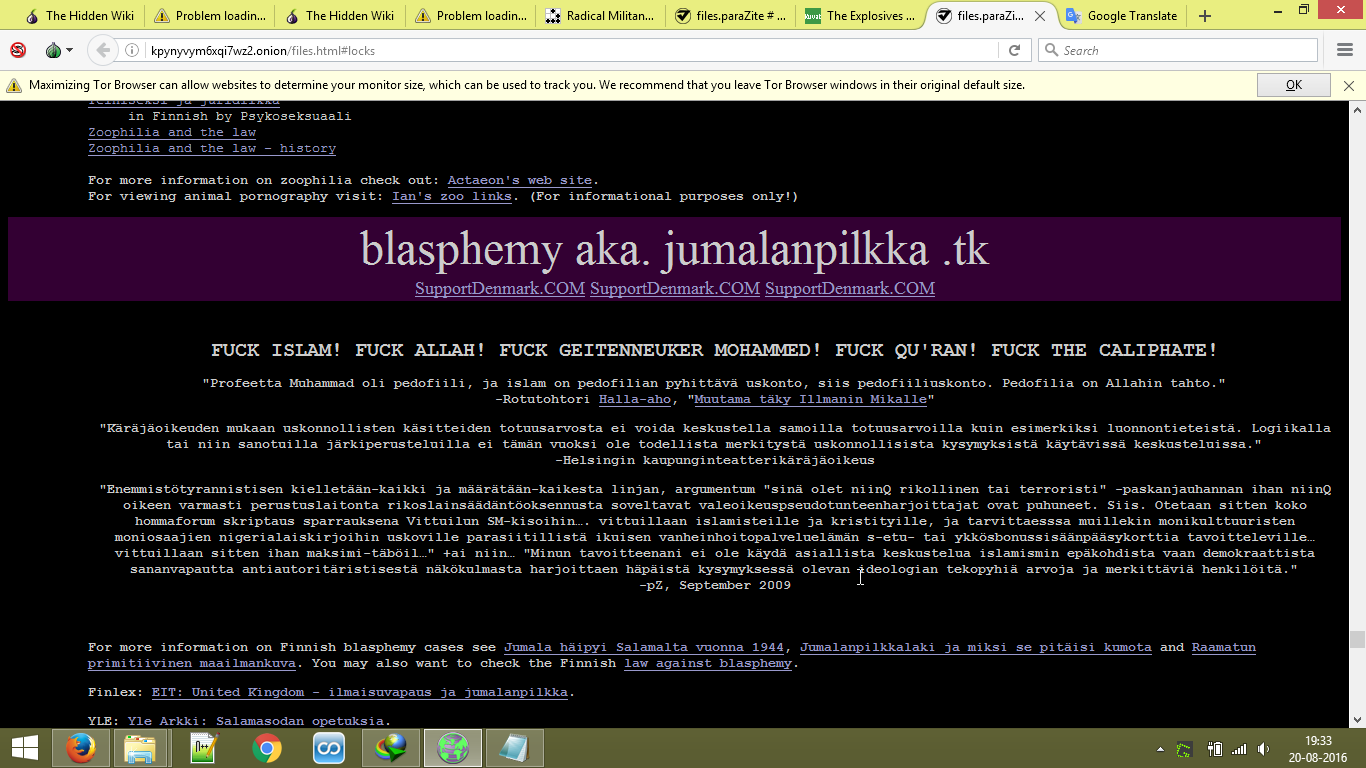 The Hidden Wiki
Problem loadin...
The Hidden Wiki
Problem loadin...
Radical Militan...
files.paraZite # ...
The Explosives ...
files.paraZi...
Google Translate
kpynyvym6xqi7wz2.onion/files.html#locks
Search
Maximizing Tor Browser can allow websites to determine your monitor size, which can be used to track you. We recommend that you leave Tor Browser windows in their original default size.
OK
in Finnish by Psykoseksuaali
Zoophilia and the law
Zoophilia and the law - history
For more information on zoophilia check out: Actaeon's web site.
For viewing animal pornography visit: Ian's zoo links. (For informational purposes only!)
blasphemy aka. jumalanpilkka .tk
SupportDenmark.COM SupportDenmark.COM SupportDenmark.COM
FUCK ISLAM! FUCK ALLAH! FUCK GEITENNEUKER MOHAMMED! FUCK QU'RAN! FUCK THE CALIPHATE!
"Profeetta Muhammad oli pedofiili, ja islam on pedofilian pyhittävä uskonto, siis pedofiiliuskonto. Pedofilia on Allahin tahto."
-Rotutohtori Halla-aho, "Muutama täky Illmanin Mikalle"
"Käräjäoikeuden mukaan uskonnollisten käsitteiden totuusarvosta ei voida keskustella samoilla totuusarvoilla kuin esimerkiksi luonnontieteistä. Logiikalla
tai niin sanotuilla järkiperusteluilla ei tämän vuoksi ole todellista merkitystä uskonnollisista kysymyksistä käytävissä keskusteluissa."
-Helsingin kaupunginteatterikäräjäoikeus
"Enemmistötyrannistisen kielletään-kaikki ja määrätään-kaikesta linjan, argumentum "sinä olet niinQ rikollinen tai terroristi" -paskanjauhannan ihan niinQ
oikeen varmasti perustuslaitonta rikoslainsäädäntöoksennusta soveltavat valeoikeuspseudotunteenharjoittajat ovat puhuneet. Siis. Otetaan sitten koko
hommaforum skriptaus sparrauksena Vittuilun SM-kisoihin…. vittuillaan islamisteille ja kristityille, ja tarvittaesssa muillekin monikulttuuristen
moniosaajien nigerialaiskirjoihin uskoville parasiitillistä ikuisen vanheinhoitopalveluelämän s-etu- tai ykkösbonussisäänpääsykorttia tavoitteleville…
vittuillaan sitten ihan maksimi-täböil…" +ai niin… "Minun tavoitteenani ei ole käydä asiallista keskustelua islamismin epäkohdista vaan demokraattista
sananvapautta antiautoritäristisestä näkökulmasta harjoittaen häpäistä kysymyksessä olevan ideologian tekopyhiä arvoja ja merkittäviä henkilöitä."
-pZ, September 2009
For more information on Finnish blasphemy cases see Jumala häipyi Salamalta vuonna 1944, Jumalanpilkkalaki ja miksi se pitäisi kumota and Raamatun
primitiivinen maailmankuva. You may also want to check the Finnish law against blasphemy.
Finlex: EIT: United Kingdom - ilmaisuvapaus ja jumalanpilkka.
YLE: Yle Arkki: Salamasodan opetuksia.
19:33
20-08-2016